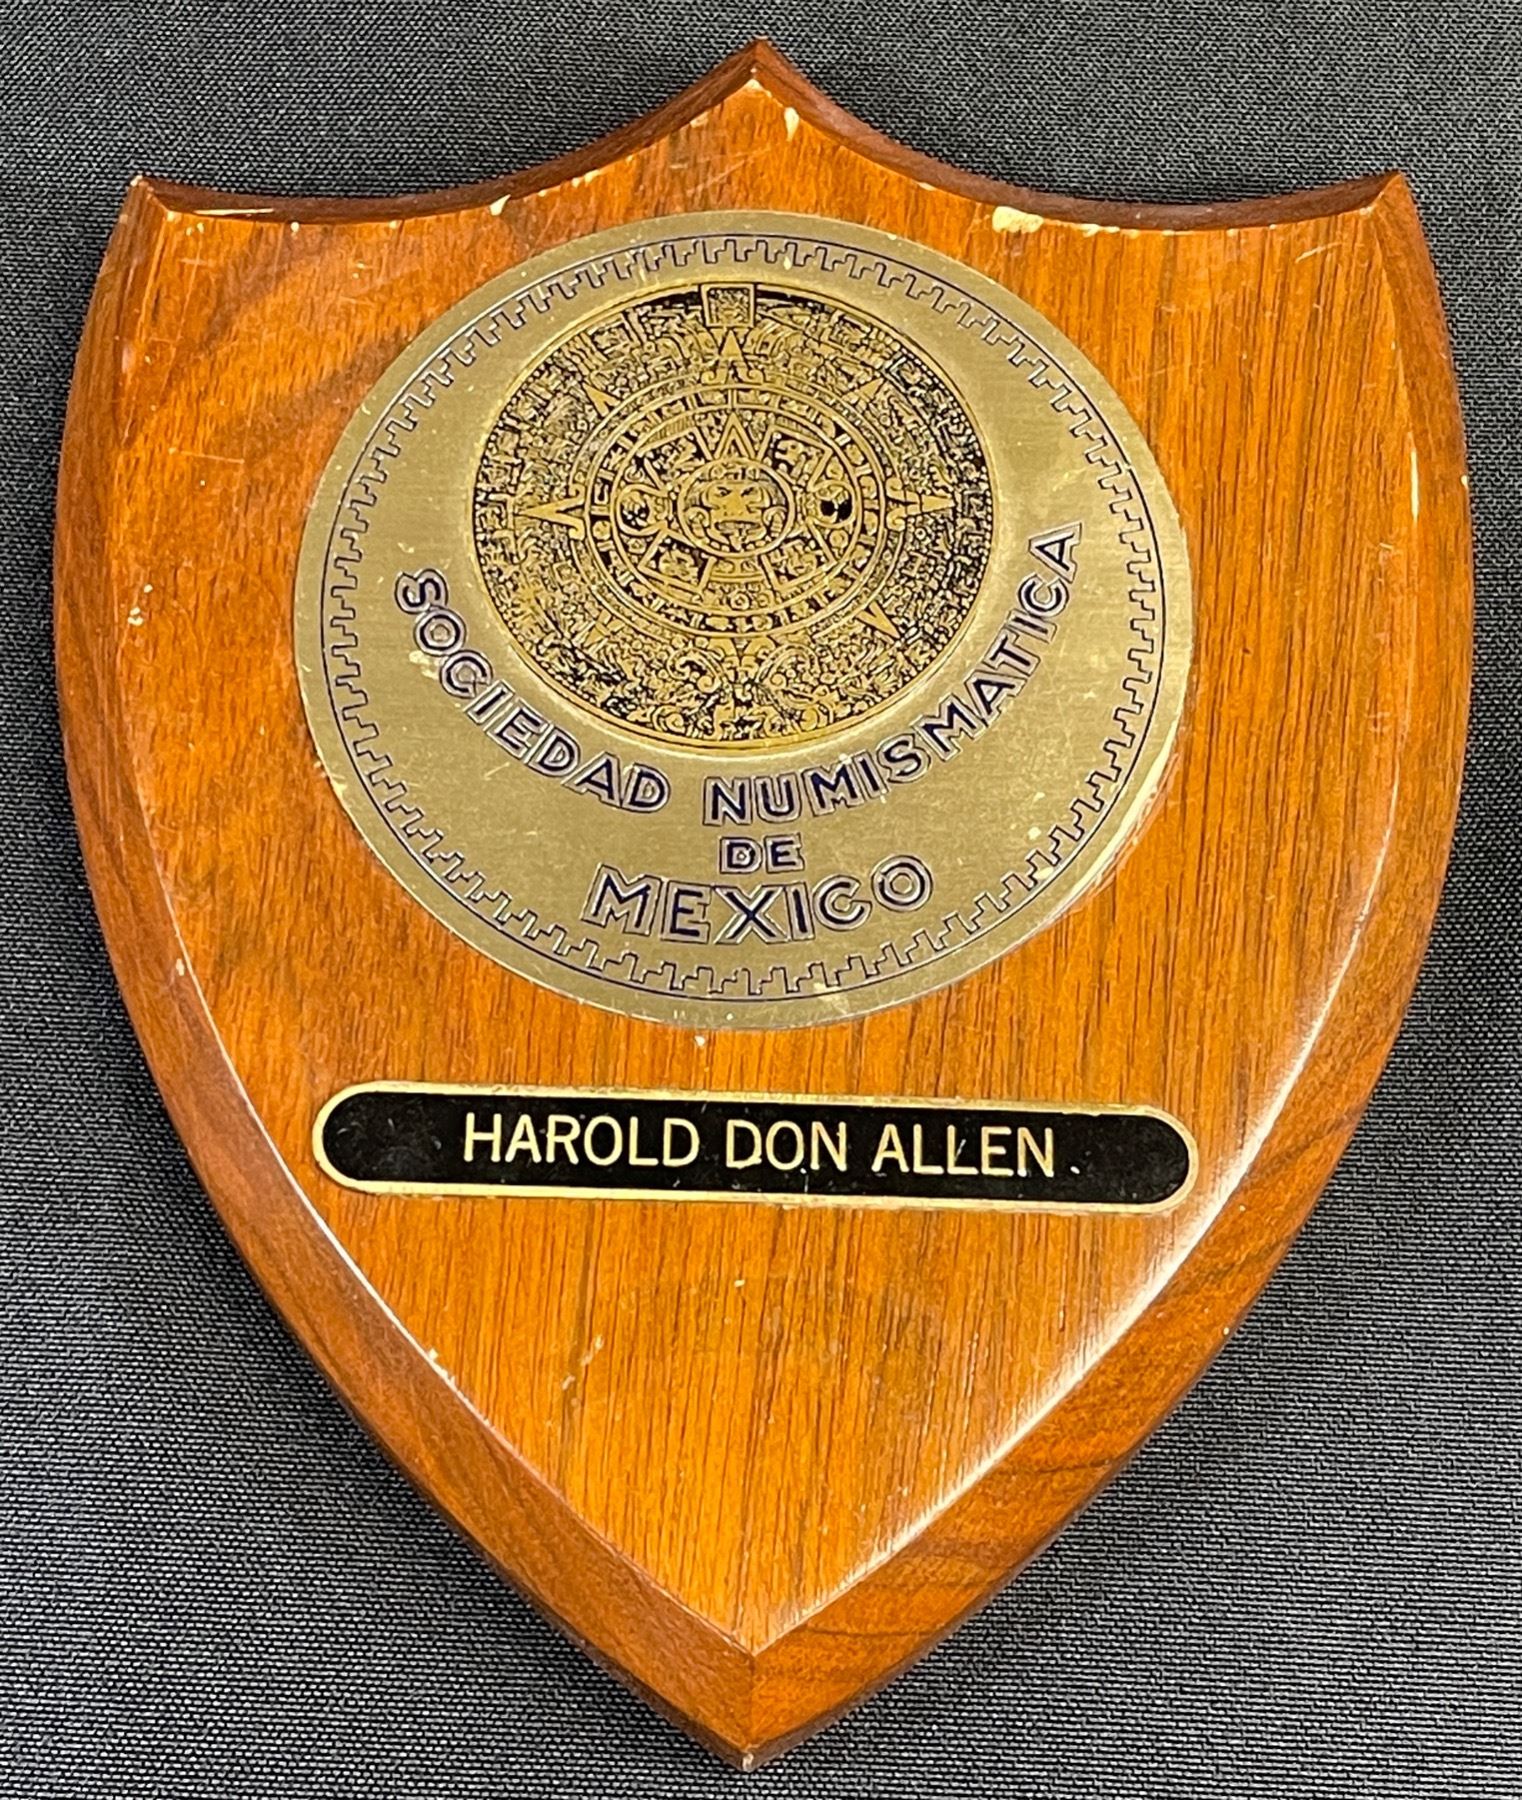 SOCIEDAD NUMISMATICA
DE
MEXICO
HAROLD DON ALLEN